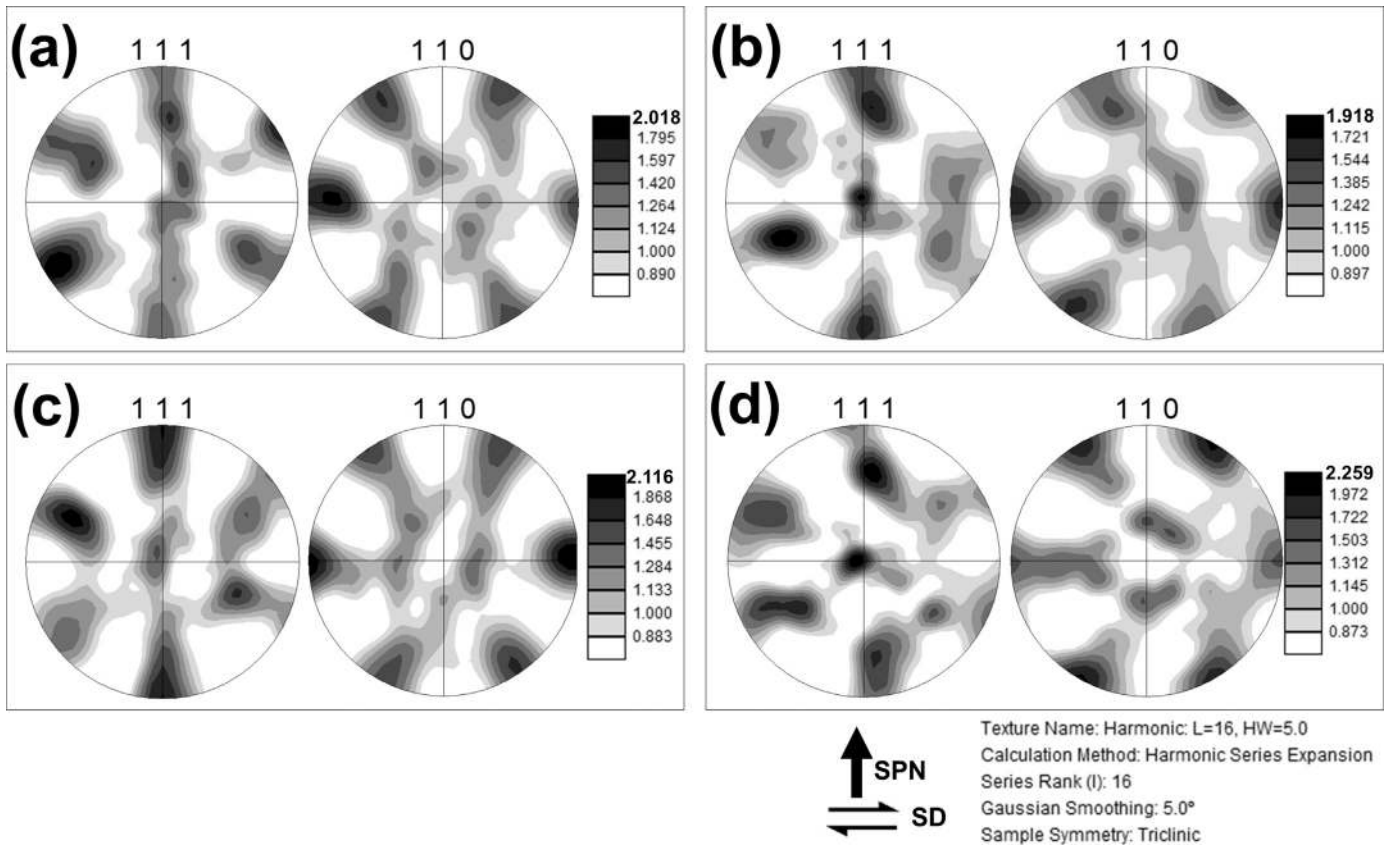 (a)
1 1 1
1 1 0
2.018
1.795
1.597
1.420
1.264
1.124
1.000
0.890
(b)
1 1 1
1 1 0
1.918
1.721
1.544
1.385
1.242
1.115
1.000
0.897
(c)
1 1 1
1 1 0
2.116
1.868
1.648
1.455
1.284
1.133
1.000
0.883
(d)
1 1 1
1 1 0
2.259
1.972
1.722
1.503
1.312
1.145
1.000
0.873
SPN
SD
Texture Name: Harmonic: L=16, HW=5.0
Calculation Method: Harmonic Series Expansion
Series Rank (l): 16
Gaussian Smoothing: 5.0°
Sample Symmetry: Triclinic